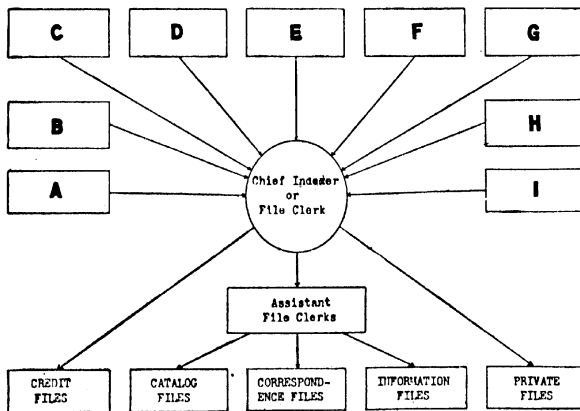 C
D
E
F
G
B
H
A
I
Chief Indexer
or
File Clerk
Assistant
File Clerks
CREDIT
FILES
CATALOG
FILES
CORRESPOND-
ENCE FILES
INFORMATION
FILES
PRIVATE
FILES